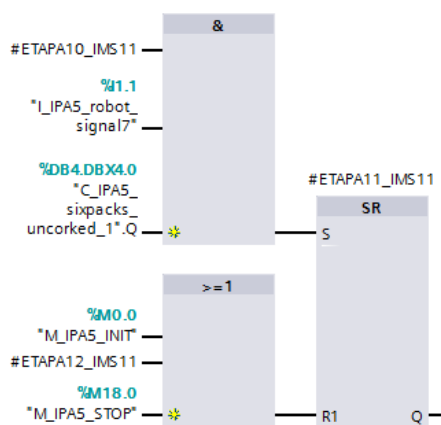 &
#ETAPA10_IMS11
%I1.1
"I_IPA5_robot_
signal7"
%DB4.DBX4.0
"C_IPA5_
sixpacks_
uncorked_1".Q
#ETAPA11_IMS11
SR
S
>=1
%M0.0
"M_IPA5_INIT"
#ETAPA12_IMS11
%M18.0
"M_IPA5_STOP"
R1
Q